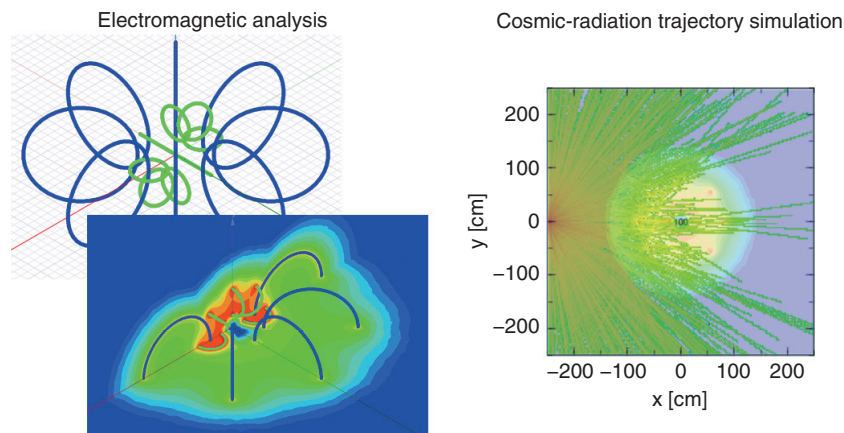 Electromagnetic analysis
Cosmic-radiation trajectory simulation
200
100
0
−100
−200
y [cm]
100
−200 −100 0 100 200
x [cm]